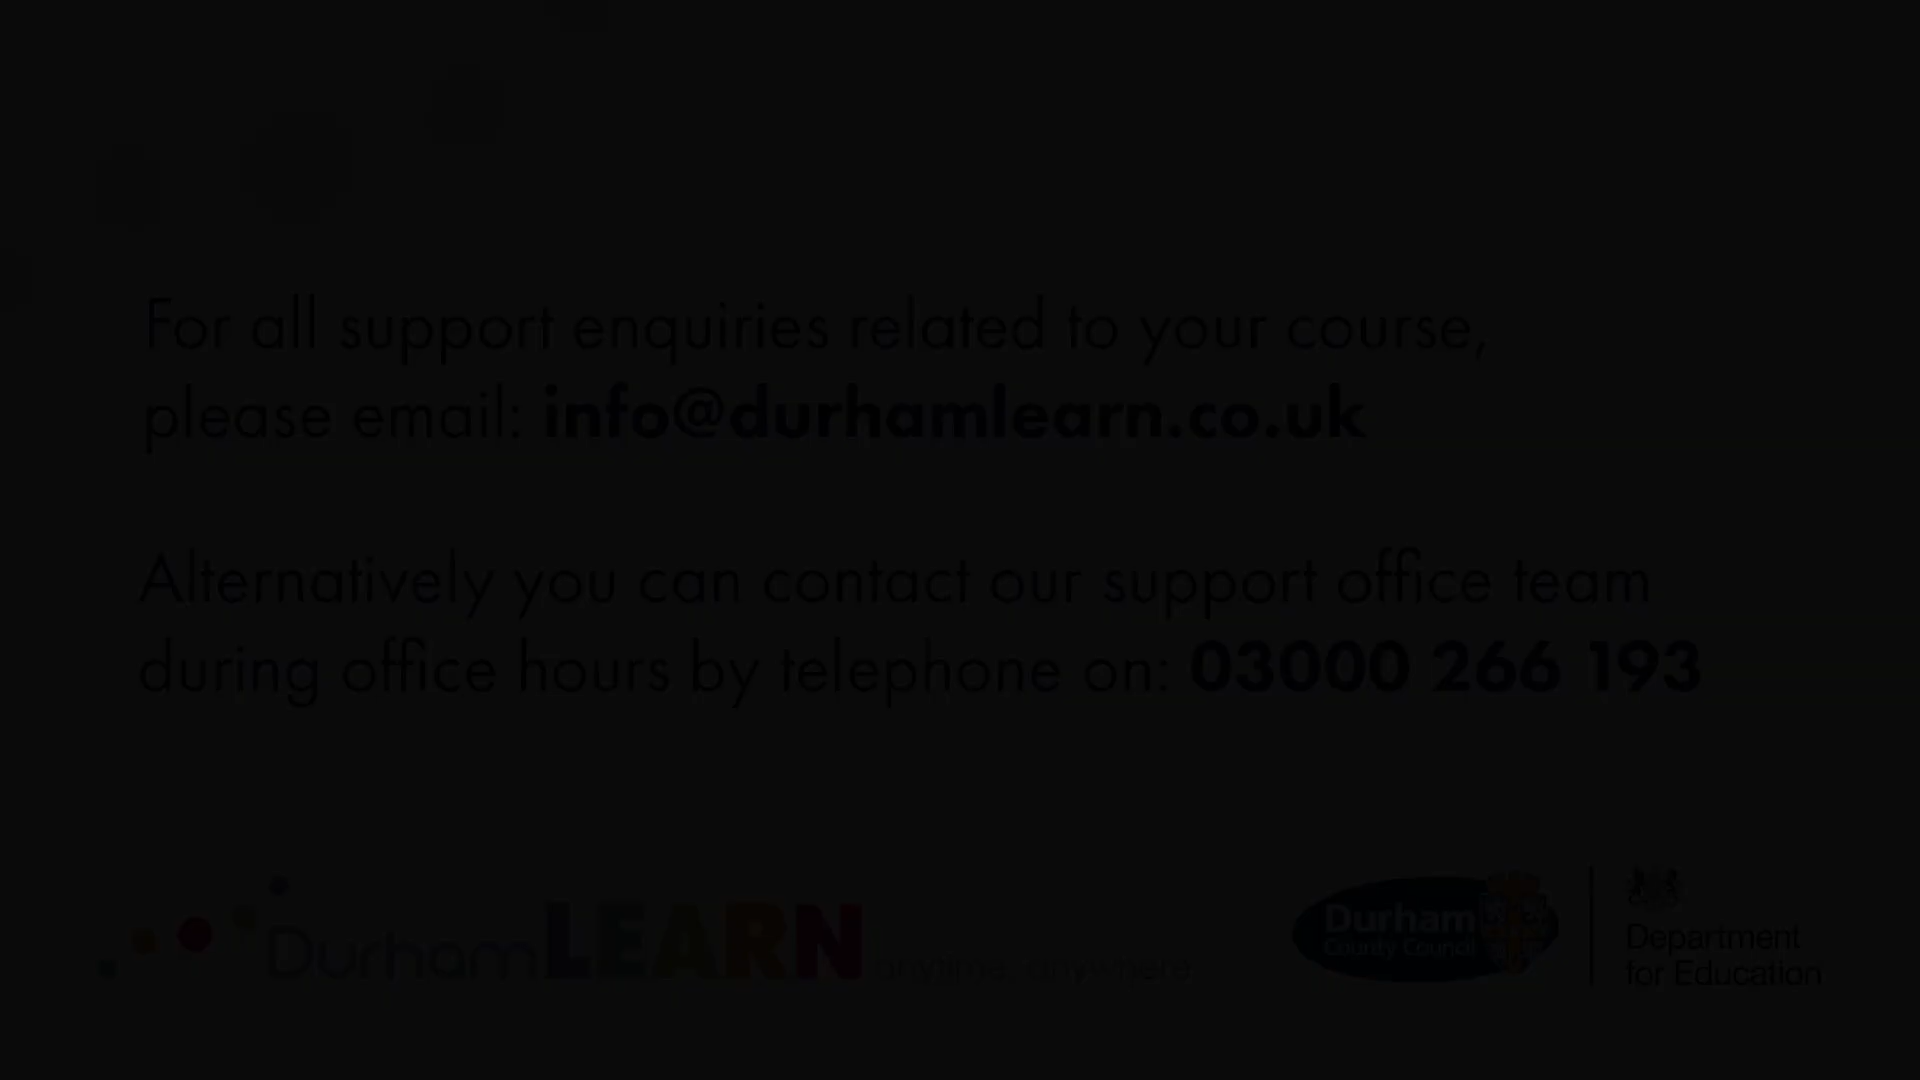 For all support enquiries related to your course,
please email: info@durhamlearn.co.uk
Alternatively you can contact our support office team
during office hours by telephone on: 03000 266 193
DurhamLEARN anytime, anywhere
Durham
County Council
Department
for Education